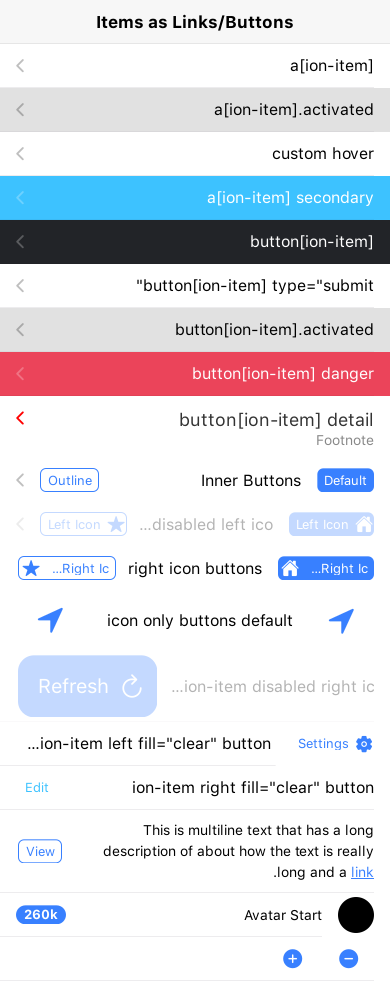 Items as Links/Buttons
a[ion-item]
a[ion-item].activated
custom hover
a[ion-item] secondary
button[ion-item]
"button[ion-item] type="submit
button[ion-item].activated
button[ion-item] danger
button[ion-item] detail
Footnote
Outline Inner Buttons Default
Left Icon ...disabled left ico Left Icon
...Right Ic right icon buttons ...Right Ic
icon only buttons default
Refresh ...ion-item disabled right ic
...ion-item left fill="clear" button Settings
Edit ion-item right fill="clear" button
This is multiline text that has a long
View description of about how the text is really
.long and a link
260k Avatar Start